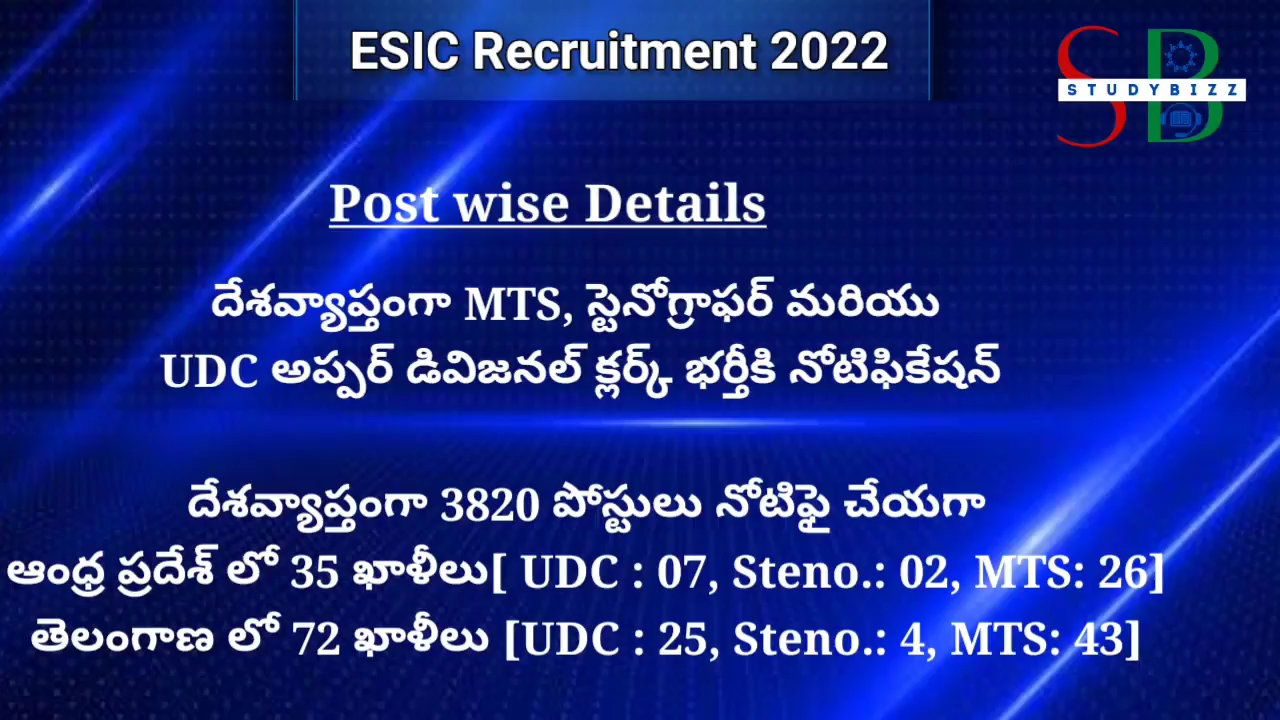 ESIC Recruitment 2022
SB
STUDYBIZZ
Post wise Details
దేశవ్యాప్తంగా MTS, స్టెనోగ్రాఫర్ మరియు
UDC అప్పర్ డివిజనల్ క్లర్క్ భర్తీకి నోటిఫికేషన్
దేశవ్యాప్తంగా 3820 పోస్టులు నోటిఫై చేయగా
ఆంధ్ర ప్రదేశ్ లో 35 ఖాళీలు[ UDC : 07, Steno.: 02, MTS: 26]
తెలంగాణ లో 72 ఖాళీలు [UDC : 25, Steno.: 4, MTS: 43]